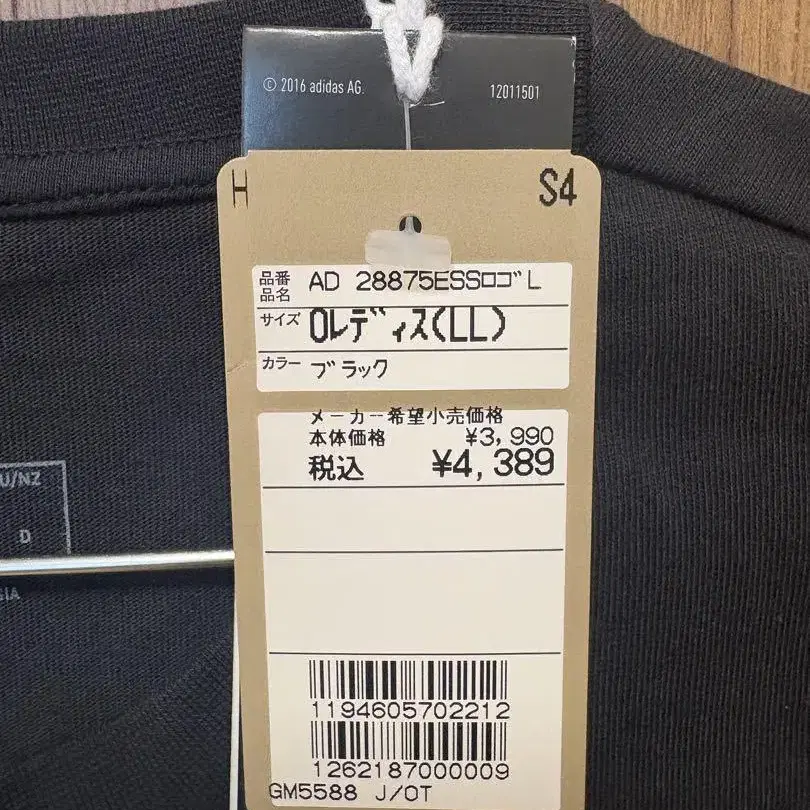 © 2016 adidas AG. 12011501
H S4
品番 AD 28875ESSﾛｺﾞL
品名
サイズ Oﾚﾃﾞｨｽ(LL)
カラー ﾌﾞﾗｯｸ
メーカー希望小売価格
本体価格 ¥3,990
税込 ¥4,389
U/NZ
D
GIA
1194605702212
1262187000009
GM5588 J/OT